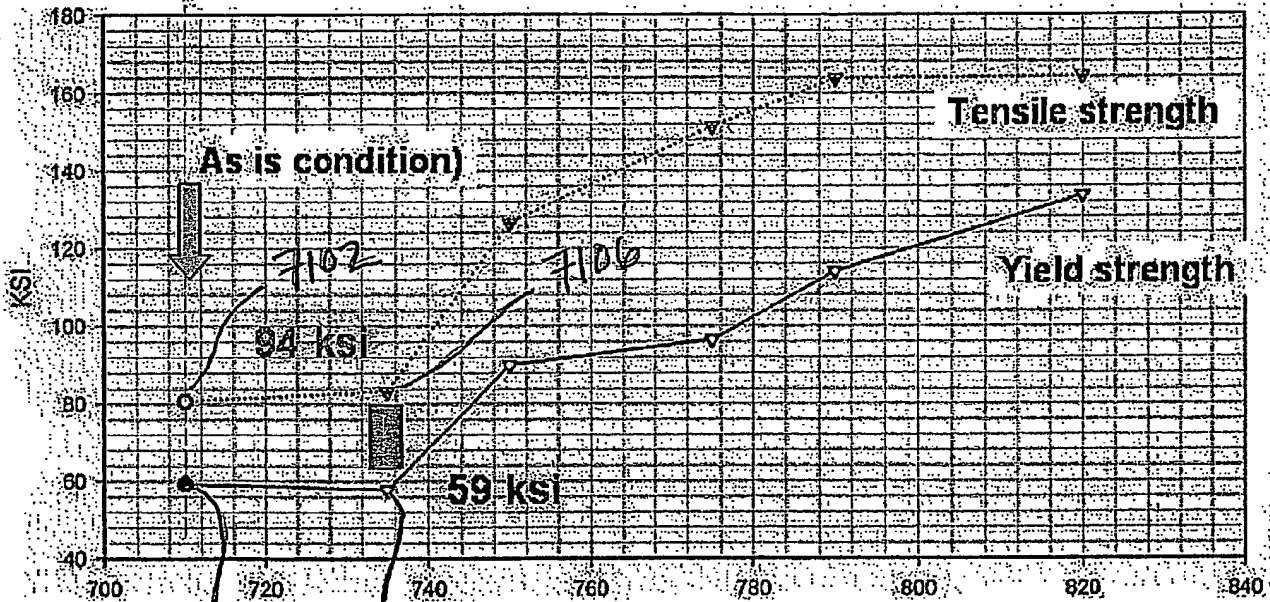 180
160
Tensile strength
As is condition)
140
120
7102
7106
KSI
Yield strength
100
94 ksi
80
60
59 ksi
40
700 720 740 760 780 800 820 840